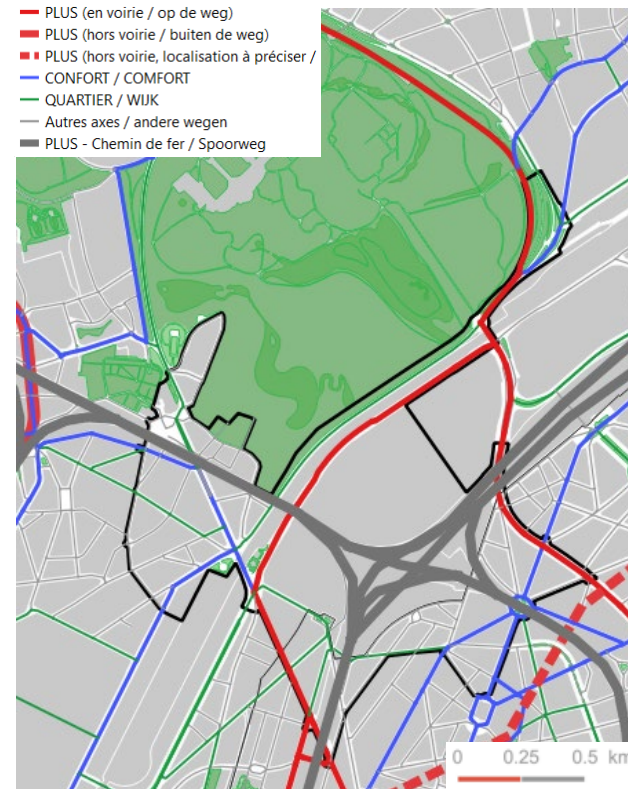 PLUS (en voirie / op de weg)
PLUS (hors voirie / buiten de weg)
PLUS (hors voirie, localisation à préciser /
CONFORT / COMFORT
QUARTIER / WIJK
Autres axes / andere wegen
PLUS - Chemin de fer / Spoorweg
0 0.25 0.5 km